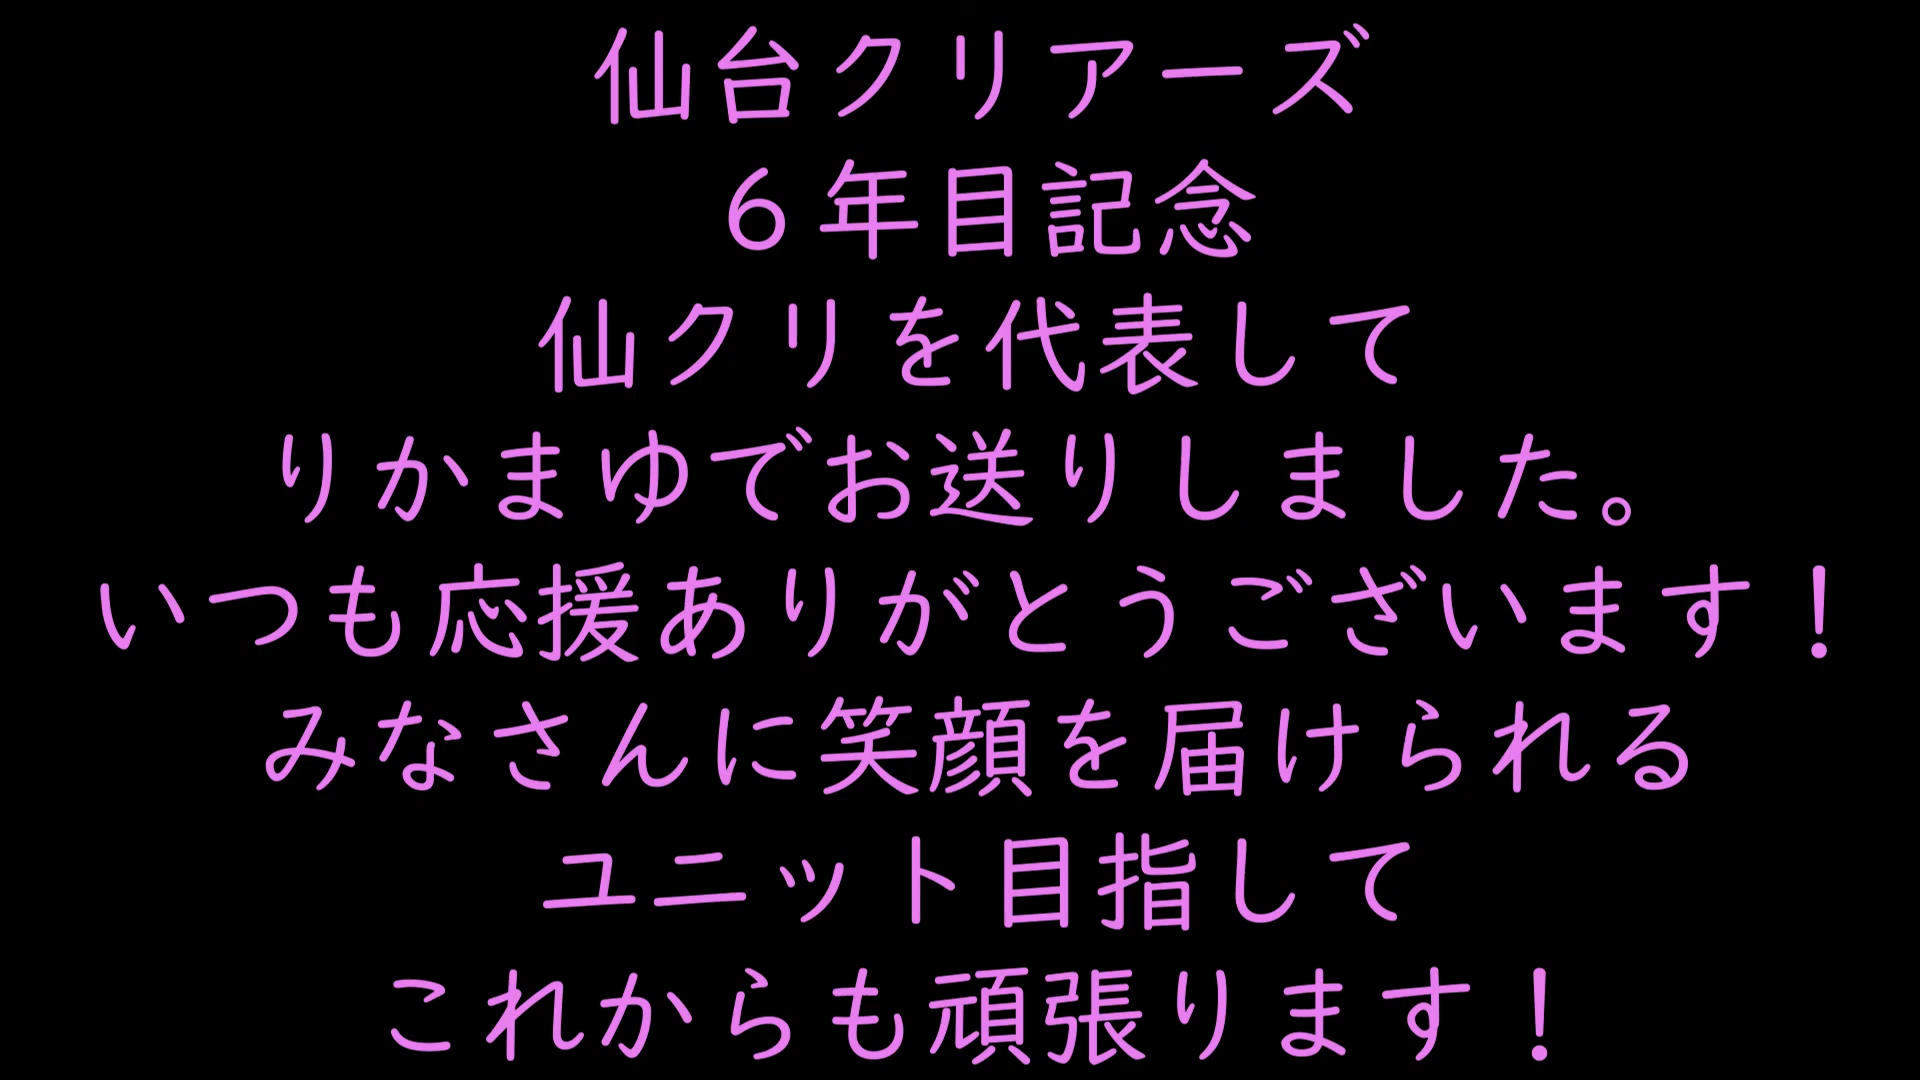 仙台クリアーズ
６年目記念
仙クリを代表して
りかまゆでお送りしました。
いつも応援ありがとうございます！
みなさんに笑顔を届けられる
ユニット目指して
これからも頑張ります！